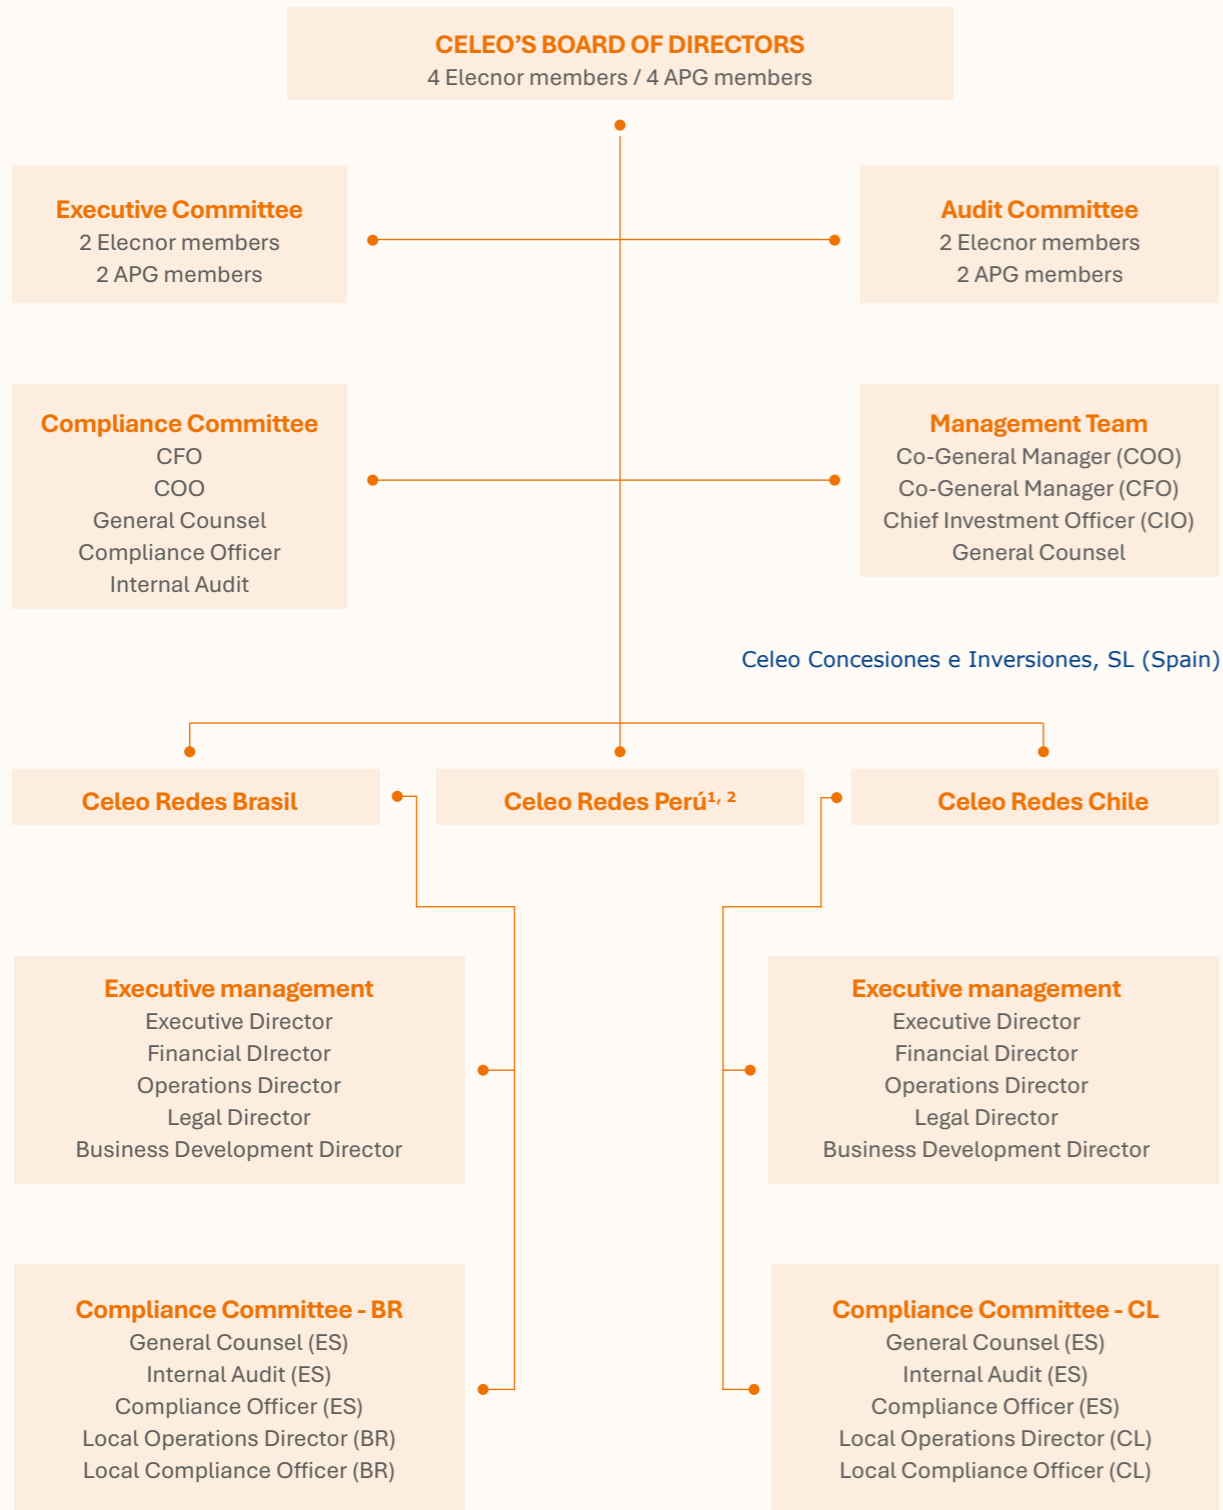 CELEO’S BOARD OF DIRECTORS
4 Elecnor members / 4 APG members
Executive Committee
2 Elecnor members
2 APG members
Audit Committee
2 Elecnor members
2 APG members
Compliance Committee
CFO
COO
General Counsel
Compliance Officer
Internal Audit
Management Team
Co-General Manager (COO)
Co-General Manager (CFO)
Chief Investment Officer (CIO)
General Counsel
Celeo Concesiones e Inversiones, SL (Spain)
Celeo Redes Brasil
Celeo Redes Perú¹, ²
Celeo Redes Chile
Executive management
Executive Director
Financial DIrector
Operations Director
Legal Director
Business Development Director
Executive management
Executive Director
Financial Director
Operations Director
Legal Director
Business Development Director
Compliance Committee - BR
General Counsel (ES)
Internal Audit (ES)
Compliance Officer (ES)
Local Operations Director (BR)
Local Compliance Officer (BR)
Compliance Committee - CL
General Counsel (ES)
Internal Audit (ES)
Compliance Officer (ES)
Local Operations Director (CL)
Local Compliance Officer (CL)